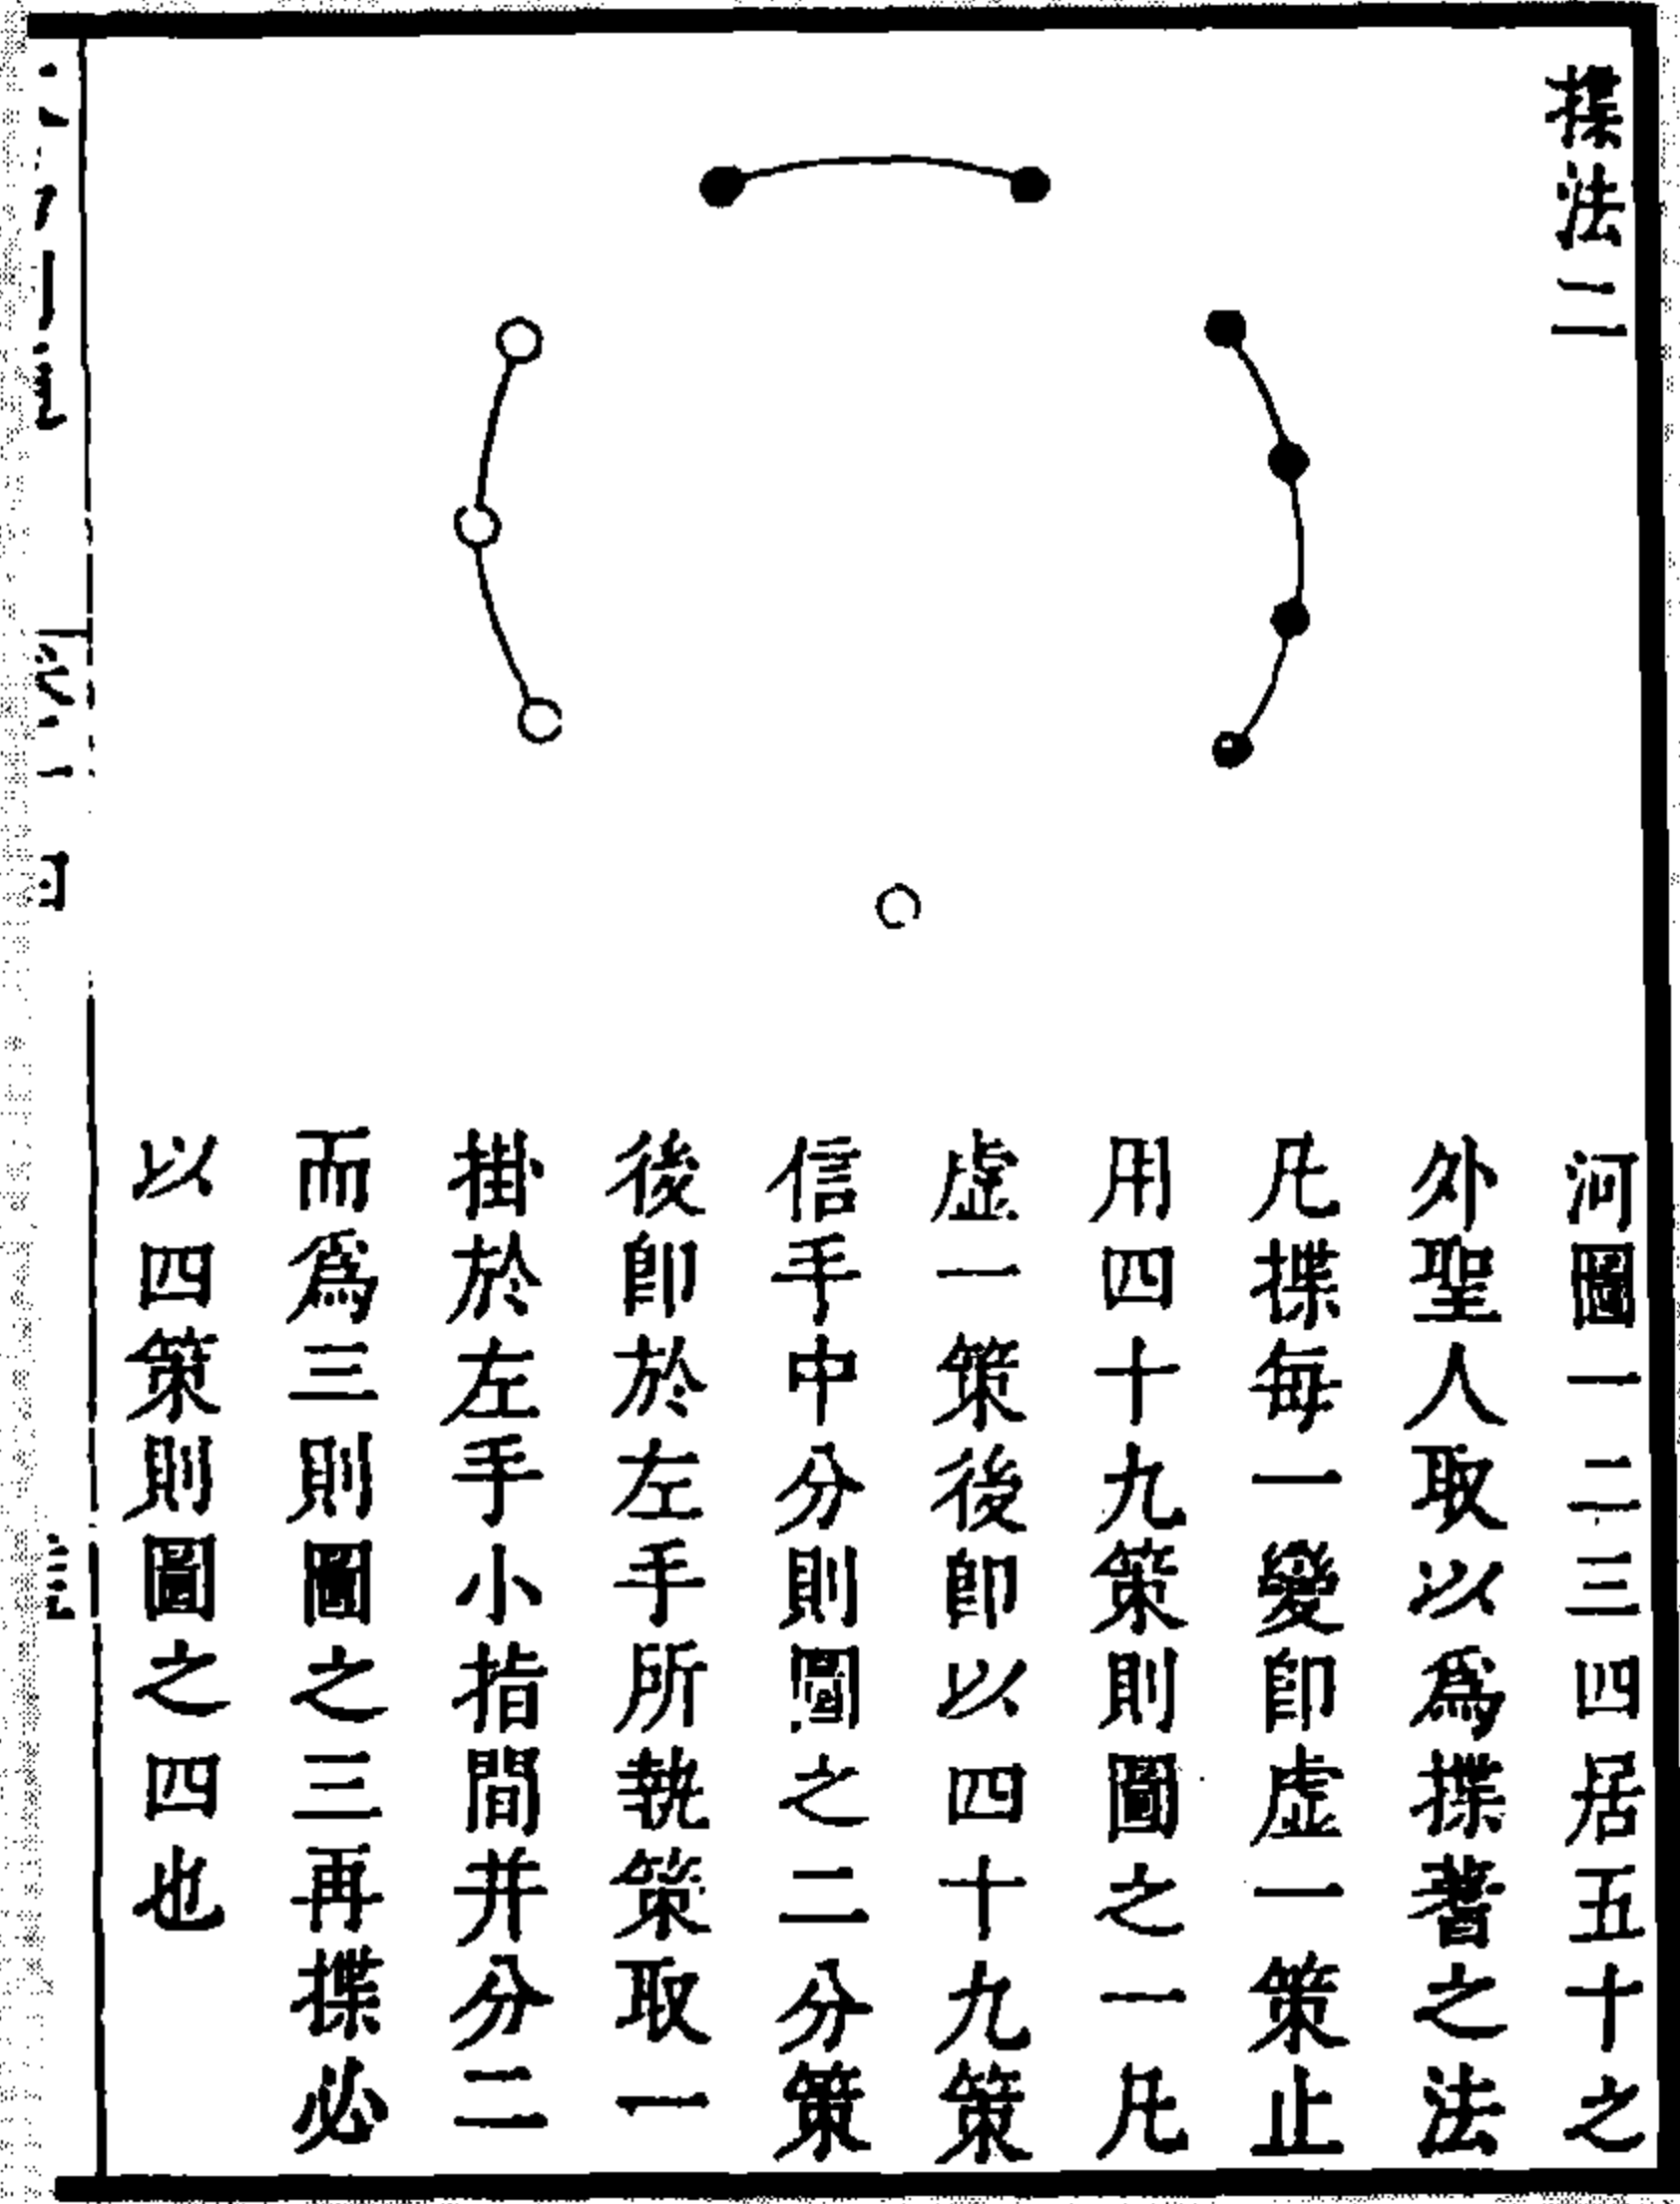 揲法二
河圖一二三四居五十之
外聖人取以爲揲蓍之法
凡揲每一變卽虛一策止
用四十九策則圖之一凡
虛一策後卽以四十九策
信手中分則圖之二分策
後卽於左手所執策取一
掛於左手小指間并分二
而爲三則圖之三再揲必
以四策則圖之四也